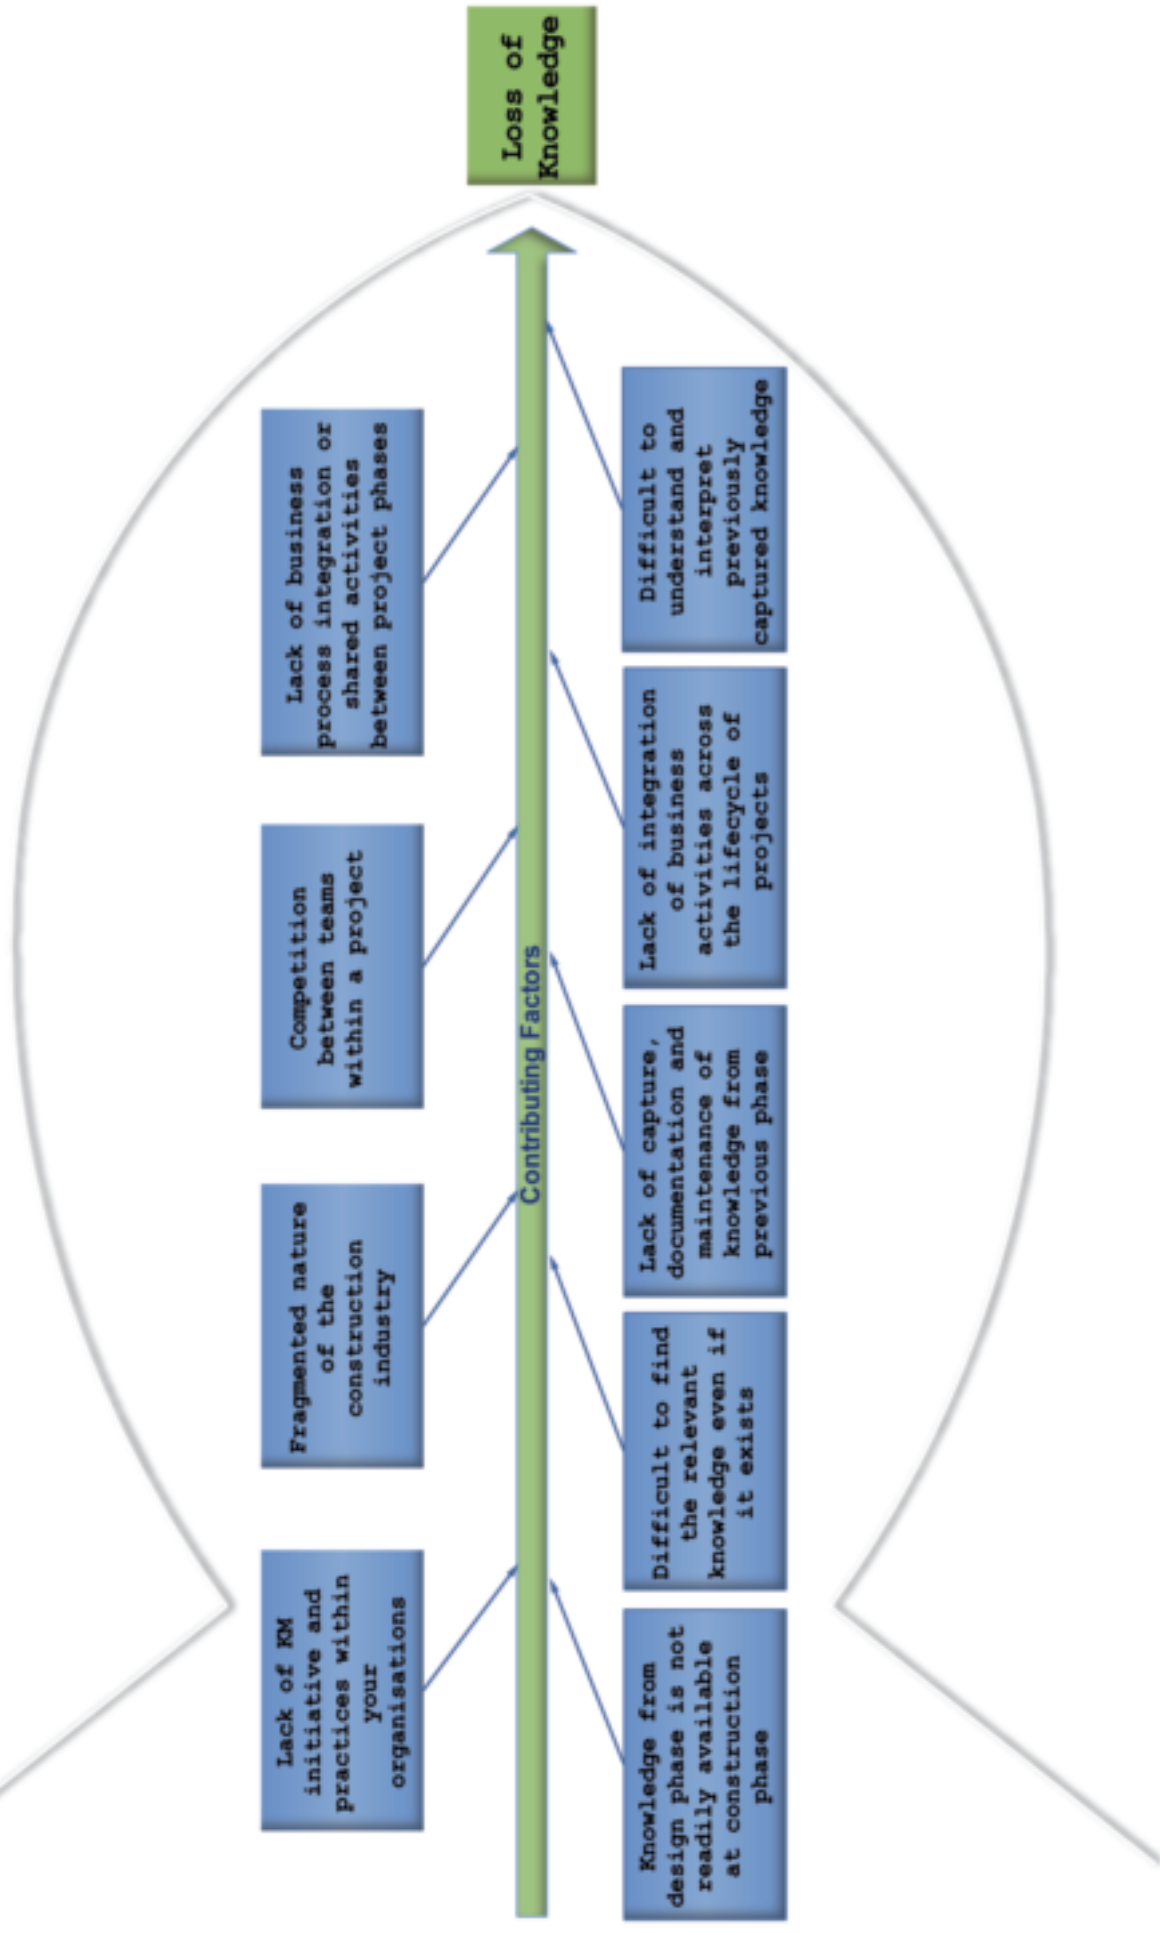 Lack of KM
initiative and
practices within
your
organisations
Fragmented nature
of the
construction
industry
Competition
between teams
within a project
Lack of business
process integration or
shared activities
between project phases
Contributing Factors
Loss of
Knowledge
Knowledge from
design phase is not
readily available
at construction
phase
Difficult to find
the relevant
knowledge even if
it exists
Lack of capture,
documentation and
maintenance of
knowledge from
previous phase
Lack of integration
of business
activities across
the lifecycle of
projects
Difficult to
understand and
interpret
previously
captured knowledge